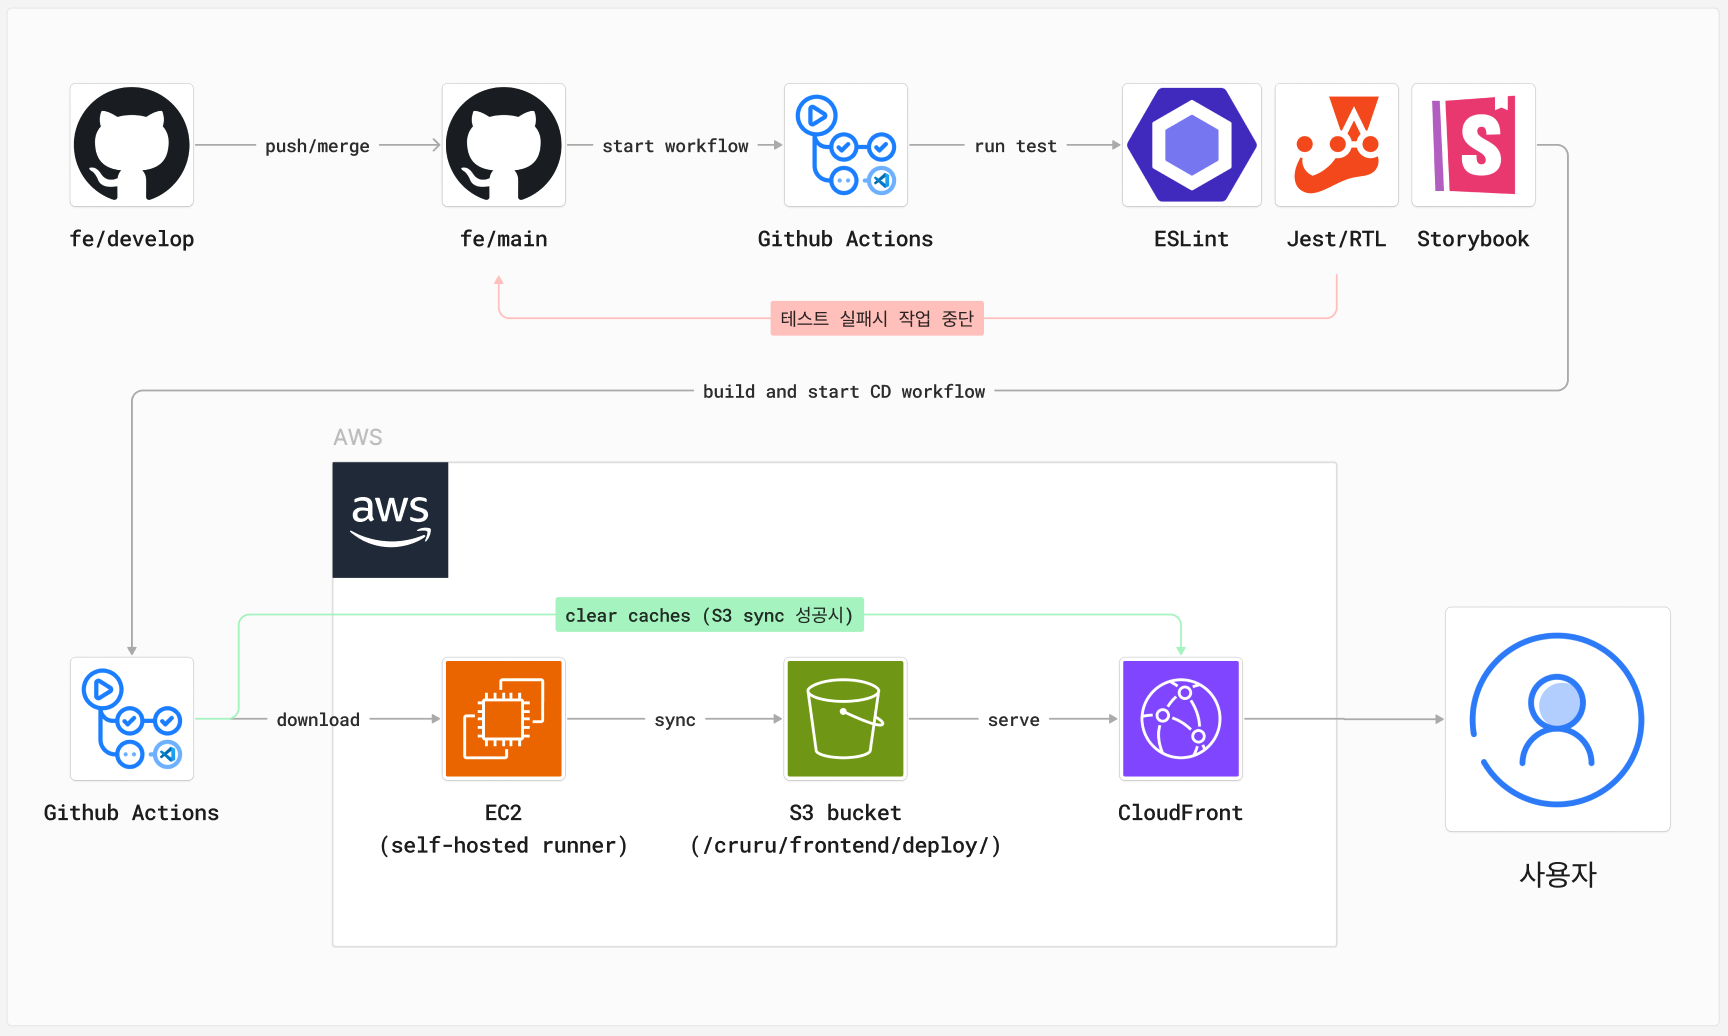 push/merge
start workflow
run test
S
fe/develop
fe/main
Github Actions
ESLint
Jest/RTL
Storybook
테스트 실패시 작업 중단
build and start CD workflow
AWS
aws
clear caches (S3 sync 성공시)
download
sync
serve
Github Actions
EC2
(self-hosted runner)
S3 bucket
(/cruru/frontend/deploy/)
CloudFront
사용자